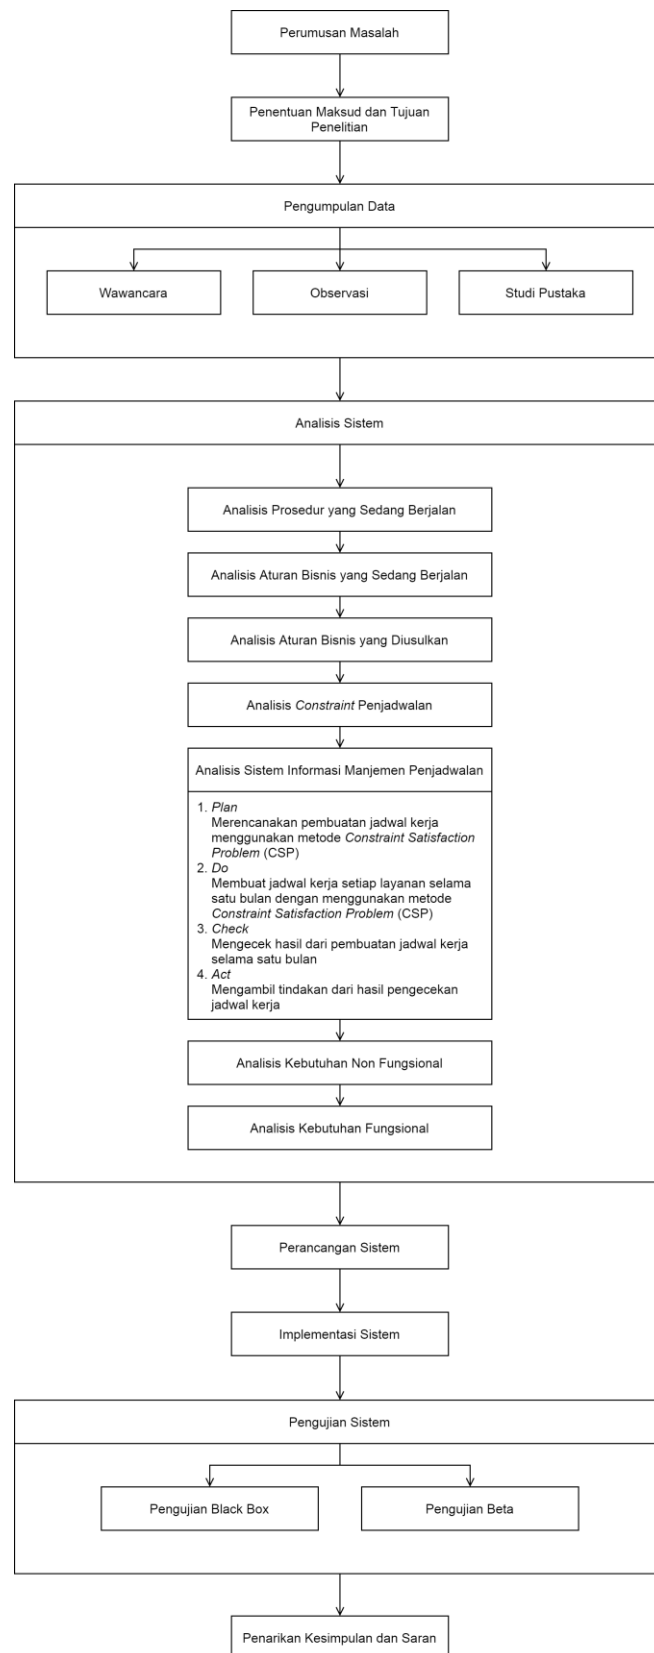 Perumusan Masalah
Penentuan Maksud dan Tujuan
Penelitian
Pengumpulan Data
Wawancara
Observasi
Studi Pustaka
Analisis Sistem
Analisis Prosedur yang Sedang Berjalan
Analisis Aturan Bisnis yang Sedang Berjalan
Analisis Aturan Bisnis yang Diusulkan
Analisis Constraint Penjadwalan
Analisis Sistem Informasi Manjemen Penjadwalan
1. Plan
Merencanakan pembuatan jadwal kerja
menggunakan metode Constraint Satisfaction
Problem (CSP)
2. Do
Membuat jadwal kerja setiap layanan selama
satu bulan dengan menggunakan metode
Constraint Satisfaction Problem (CSP)
3. Check
Mengecek hasil dari pembuatan jadwal kerja
selama satu bulan
4. Act
Mengambil tindakan dari hasil pengecekan
jadwal kerja
Analisis Kebutuhan Non Fungsional
Analisis Kebutuhan Fungsional
Perancangan Sistem
Implementasi Sistem
Pengujian Sistem
Pengujian Black Box
Pengujian Beta
Penarikan Kesimpulan dan Saran